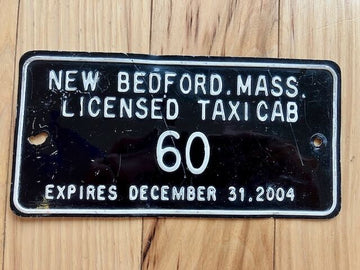 NEW BEDFORD.MASS.
LICENSED TAXICAB
60
EXPIRES DECEMBER 31.2004